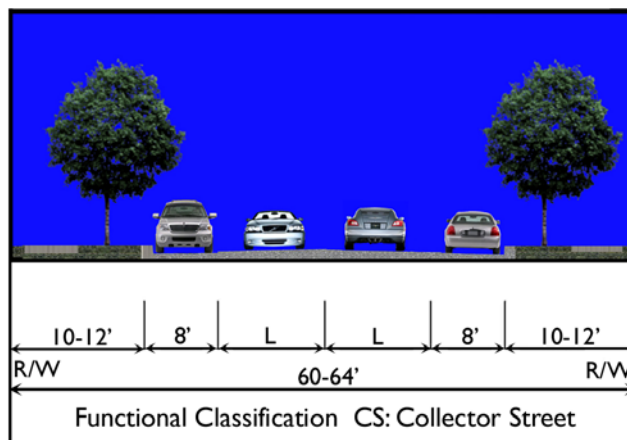 10-12' 8' L L 8' 10-12'
R/W 60-64' R/W
Functional Classification CS: Collector Street